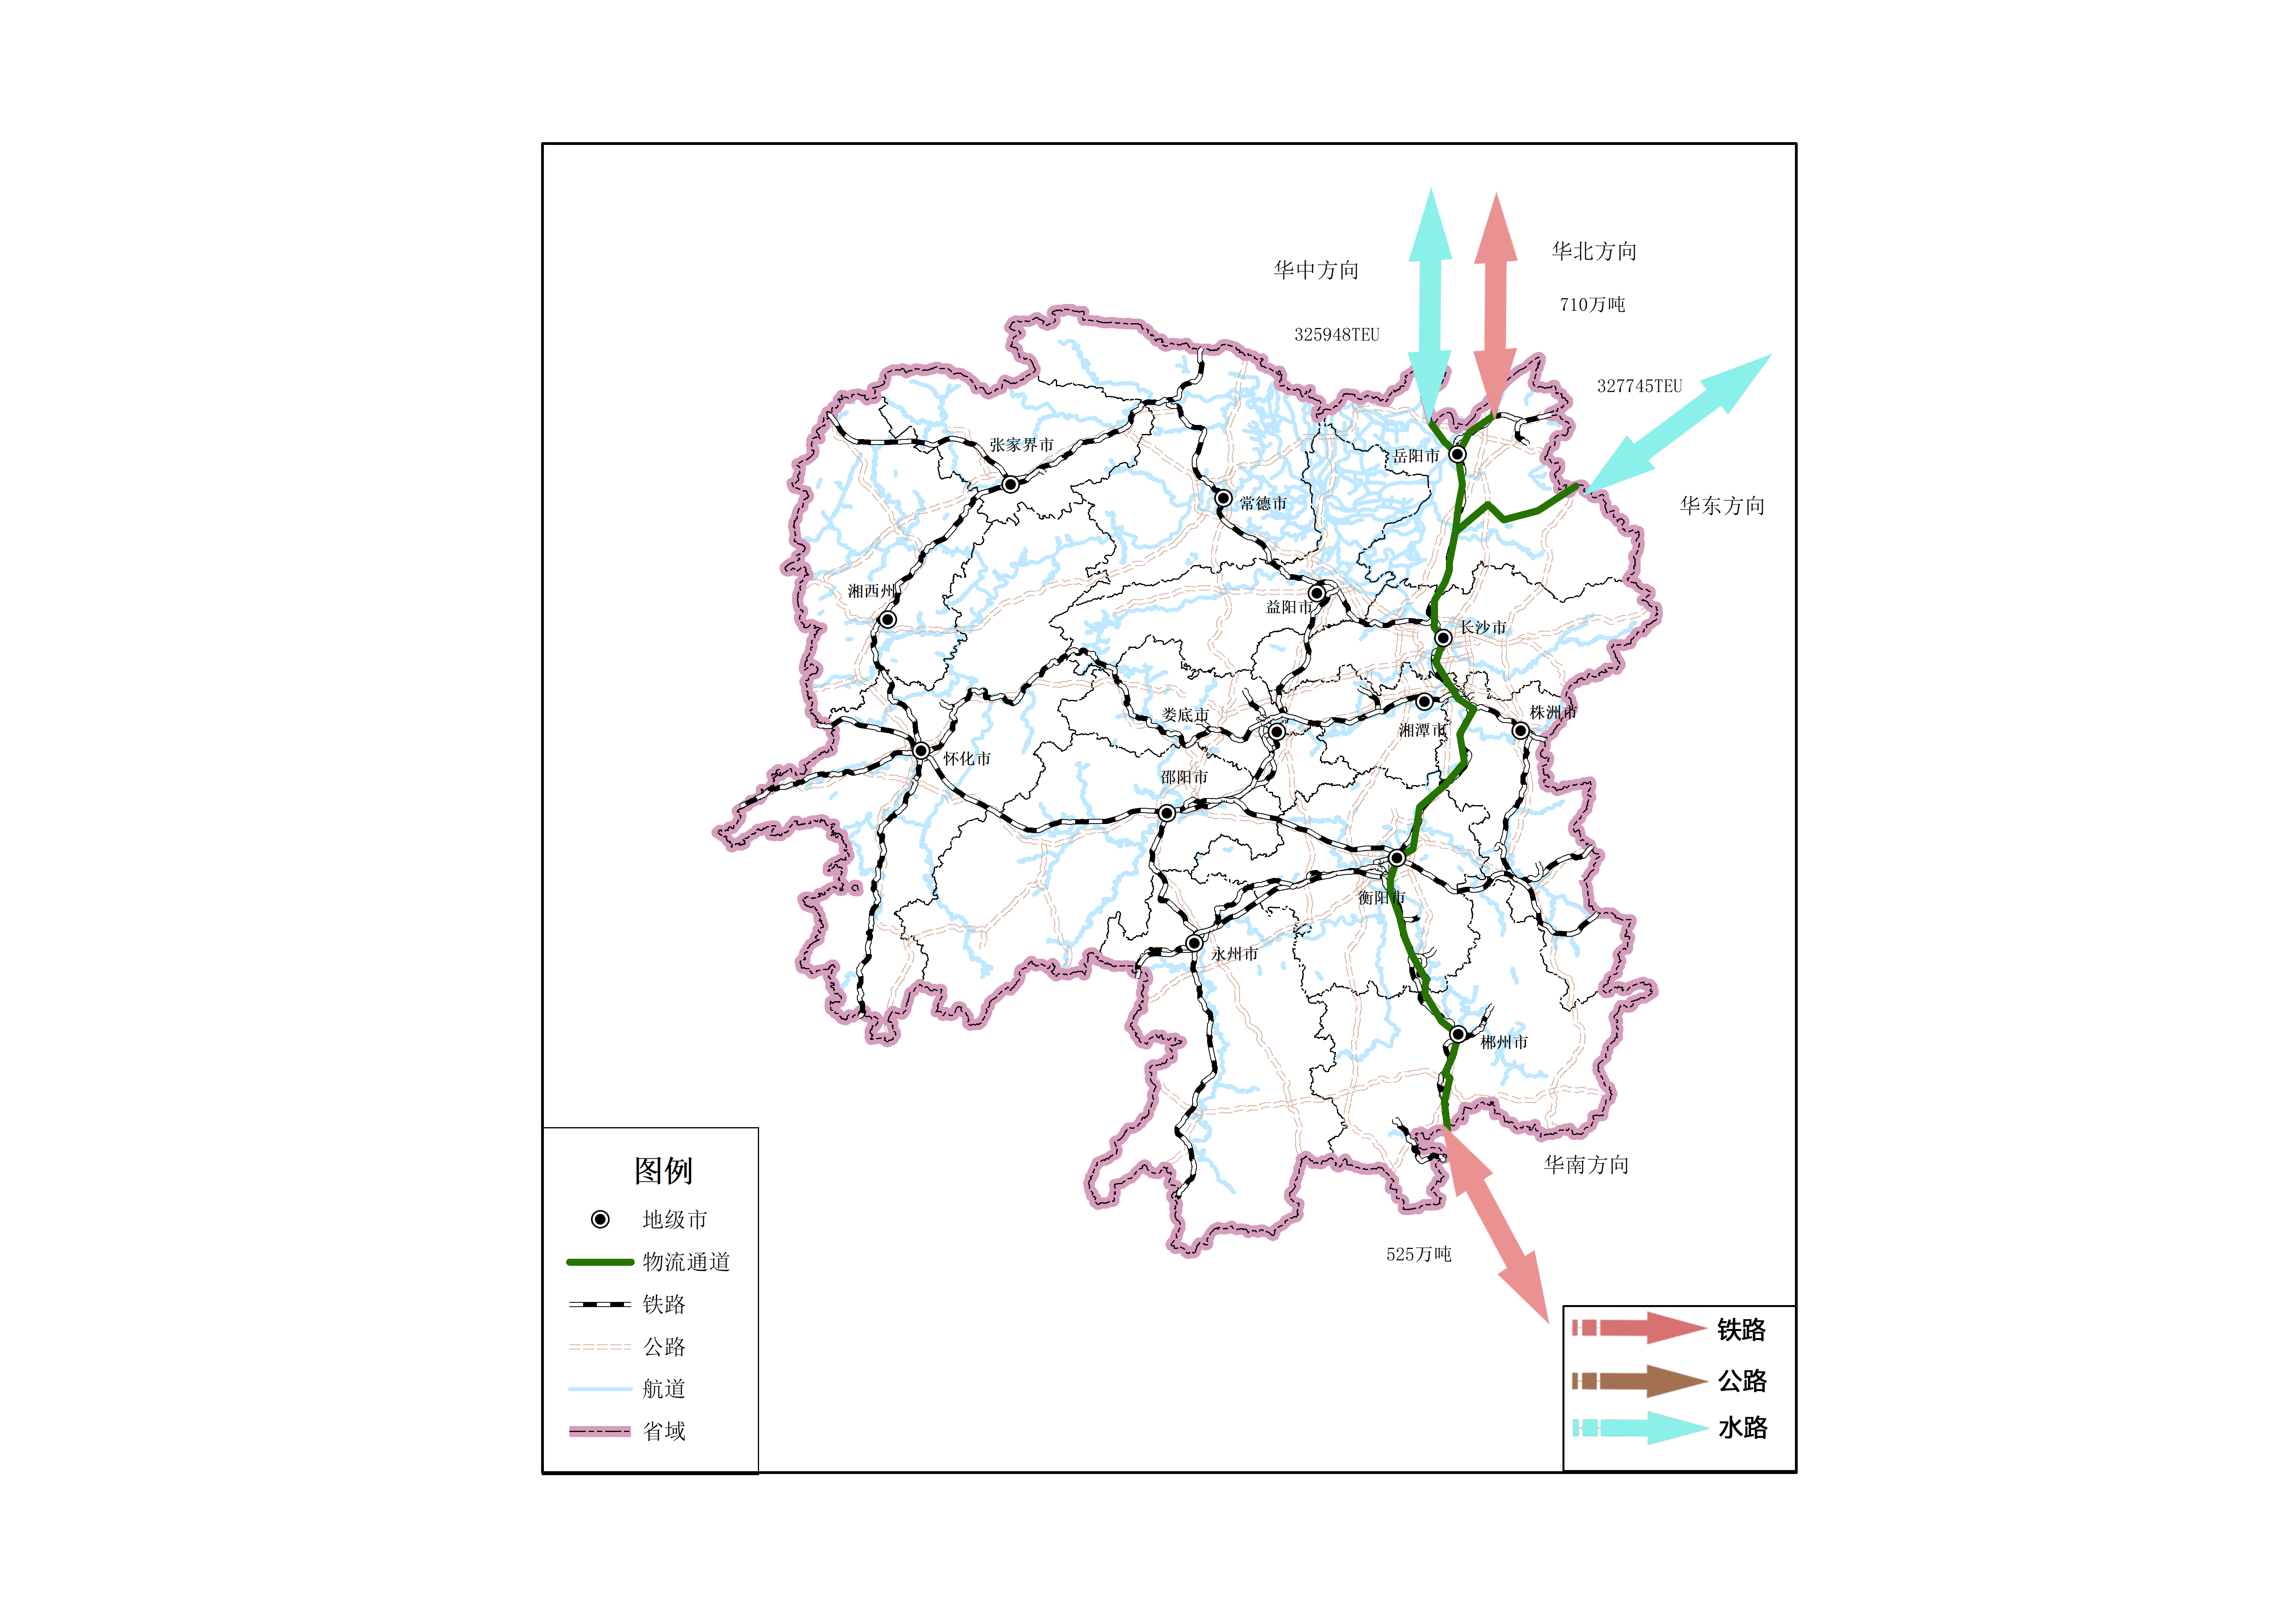 华北方向
华中方向
710万吨
325948TEU
327745TEU
张家界市
岳阳市
常德市
华东方向
湘西州
益阳市
长沙市
株洲市
娄底市
湘潭市
怀化市
邵阳市
衡阳市
永州市
郴州市
华南方向
525万吨
图例
地级市
物流通道
铁路
公路
航道
省域
铁路
公路
水路